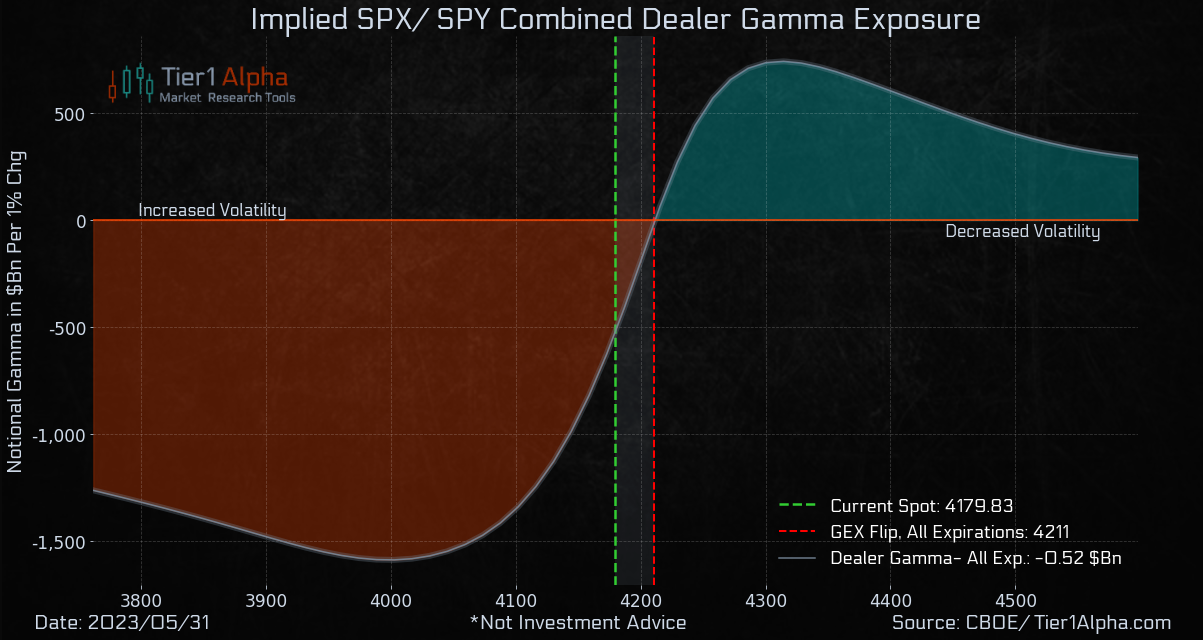 Implied SPX/ SPY Combined Dealer Gamma Exposure
Tier1 Alpha
Market Research Tools
Notional Gamma in $Bn Per 1% Chg
500
0
-500
-1,000
-1,500
Increased Volatility
Decreased Volatility
Current Spot: 4179.83
GEX Flip, All Expirations: 4211
Dealer Gamma- All Exp.: -0.52 $Bn
3800 3900 4000 4100 4200 4300 4400 4500
Date: 2023/05/31 *Not Investment Advice Source: CBOE/ Tier1Alpha.com